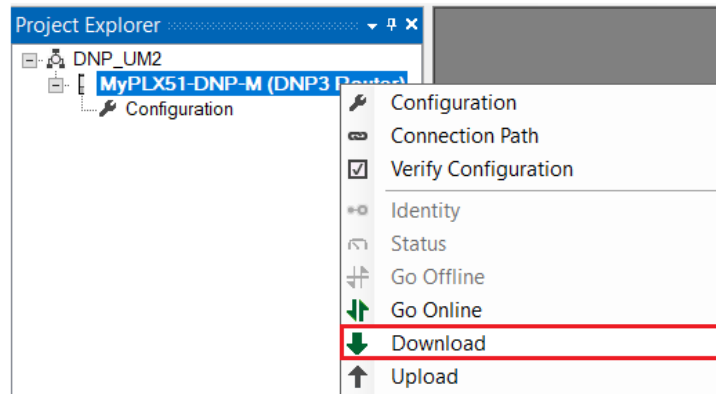 Project Explorer
DNP_UM2
MyPLX51-DNP-M (DNP3 Router)
Configuration
Configuration
Connection Path
Verify Configuration
Identity
Status
Go Offline
Go Online
Download
Upload